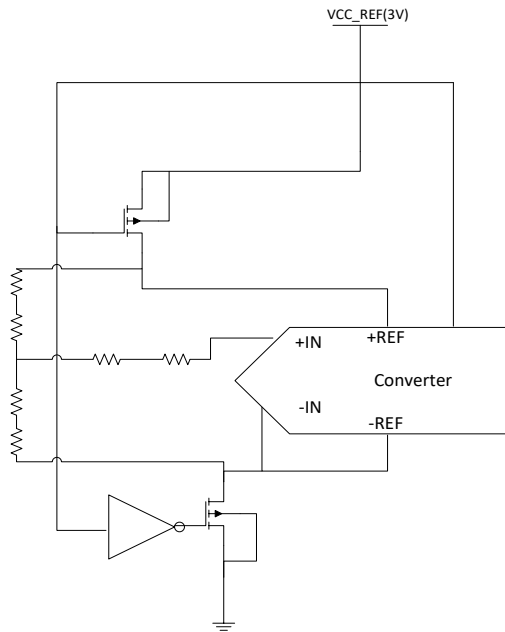 VCC_REF(3V)
+IN
+REF
Converter
-IN
-REF